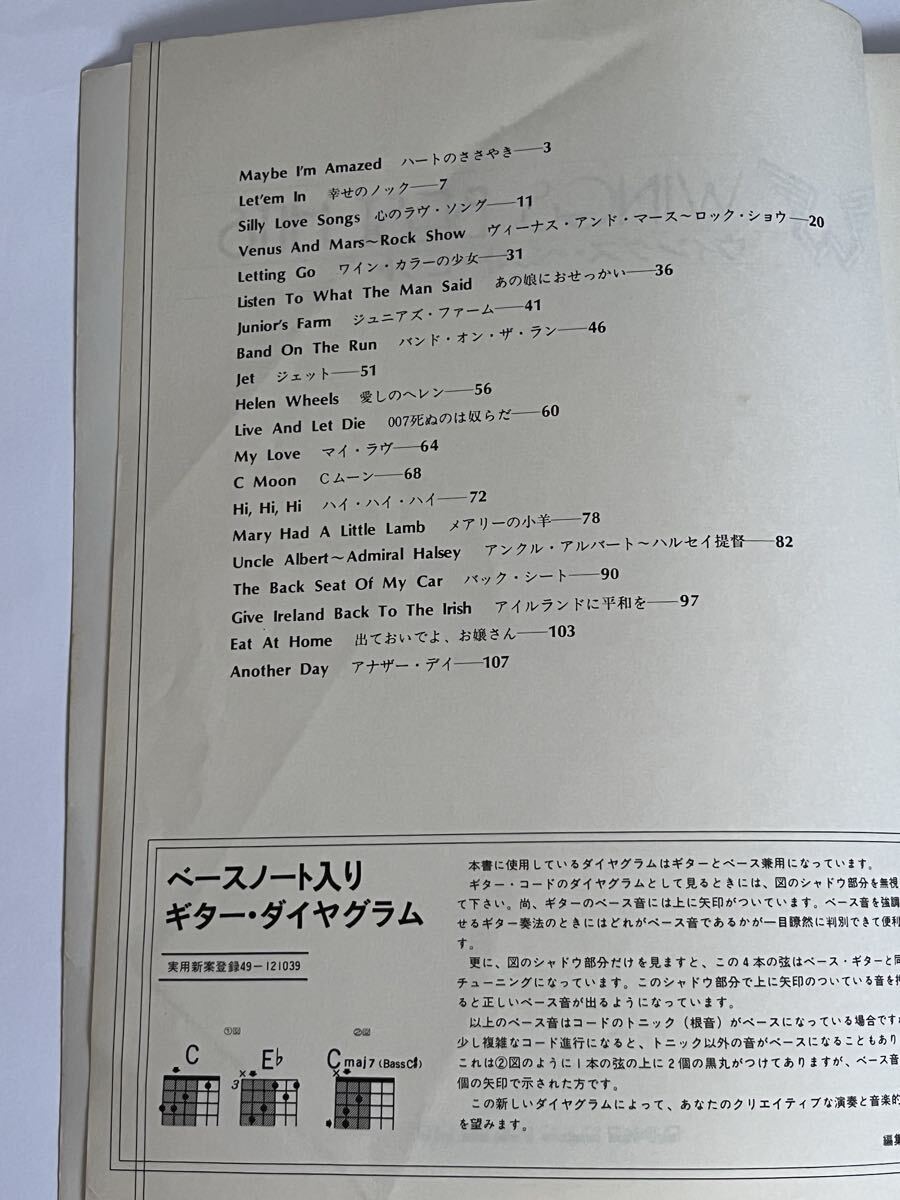 Maybe I'm Amazed ハートのささやき——3
Let'em In 幸せのノック——7
Silly Love Songs 心のラヴ・ソング——11
Venus And Mars〜Rock Show ヴィーナス・アンド・マース〜ロック・ショウ—20
Letting Go ワイン・カラーの少女——31
Listen To What The Man Said あの娘におせっかい——36
Junior's Farm ジュニアズ・ファーム——41
Band On The Run バンド・オン・ザ・ラン——46
Jet ジェット——51
Helen Wheels 愛しのヘレン——56
Live And Let Die 007死ぬのは奴らだ——60
My Love マイ・ラヴ——64
C Moon Cムーン——68
Hi, Hi, Hi ハイ・ハイ・ハイ——72
Mary Had A Little Lamb メアリーの小羊——78
Uncle Albert〜Admiral Halsey アンクル・アルバート〜ハルセイ提督——82
The Back Seat Of My Car バック・シート——90
Give Ireland Back To The Irish アイルランドに平和を——97
Eat At Home 出ておいでよ、お嬢さん——103
Another Day アナザー・デイ——107
ベースノート入り
ギター・ダイヤグラム
実用新案登録49-121039
①図 ②図
C E♭ Cmaj7(BassC♯)
3
本書に使用しているダイヤグラムはギターとベース兼用になっています。
ギター・コードのダイヤグラムとして見るときには、図のシャドウ部分を無視
て下さい。尚、ギターのベース音には上に矢印がついています。ベース音を強調
せるギター奏法のときにはどれがベース音であるかが一目瞭然に判別できて便利
す。
更に、図のシャドウ部分だけを見ますと、この4本の弦はベース・ギターと同
チューニングになっています。このシャドウ部分で上に矢印のついている音を押
ると正しいベース音が出るようになっています。
以上のベース音はコードのトニック（根音）がベースになっている場合です
少し複雑なコード進行になると、トニック以外の音がベースになることもあり
これは②図のように1本の弦の上に2個の黒丸がつけてありますが、ベース音
個の矢印で示された方です。
この新しいダイヤグラムによって、あなたのクリエイティブな演奏と音楽的
を望みます。
編集